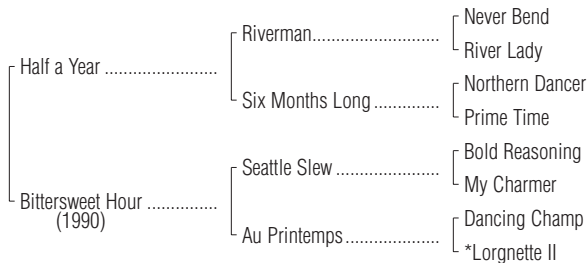 Never Bend
Riverman
River Lady
Half a Year
Northern Dancer
Six Months Long
Prime Time
Bold Reasoning
Seattle Slew
My Charmer
Bittersweet Hour
(1990)
Dancing Champ
Au Printemps
*Lorgnette II